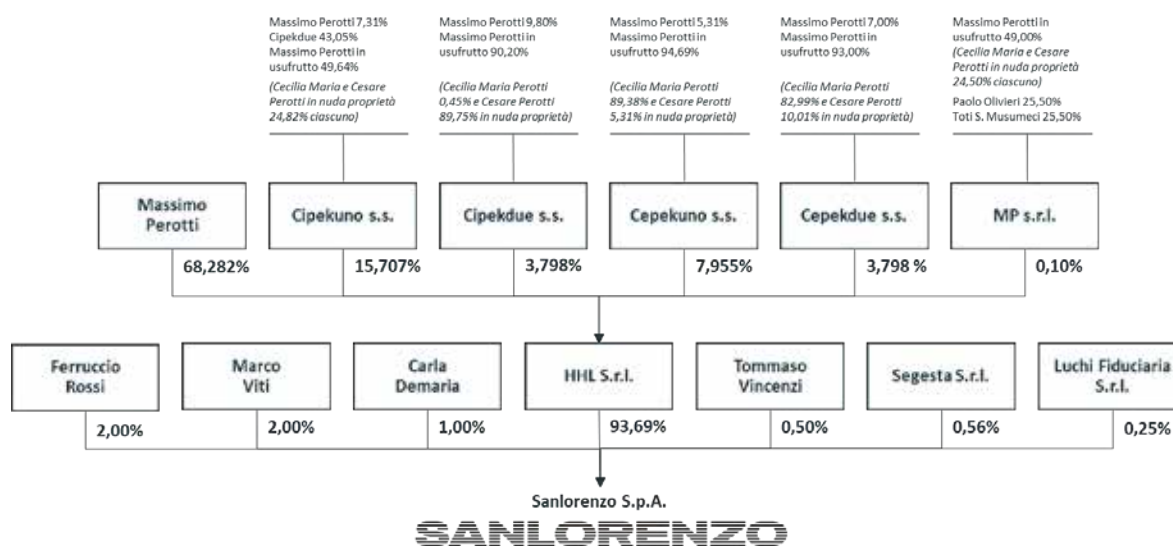 Massimo Perotti 7,31%
Cipekdue 43,05%
Massimo Perotti in
usufrutto 49,64%
(Cecilia Maria e Cesare
Perotti in nuda proprietà
24,82% ciascuno)
Massimo Perotti 9,80%
Massimo Perotti in
usufrutto 90,20%
(Cecilia Maria Perotti
0,45% e Cesare Perotti
89,75% in nuda proprietà)
Massimo Perotti 5,31%
Massimo Perotti in
usufrutto 94,69%
(Cecilia Maria Perotti
89,38% e Cesare Perotti
5,31% in nuda proprietà)
Massimo Perotti 7,00%
Massimo Perotti in
usufrutto 93,00%
(Cecilia Maria Perotti
82,99% e Cesare Perotti
10,01% in nuda proprietà)
Massimo Perotti in
usufrutto 49,00%
(Cecilia Maria e Cesare
Perotti in nuda proprietà
24,50% ciascuno)
Paolo Olivieri 25,50%
Toti S. Musumeci 25,50%
Massimo
Perotti
Cipekuno s.s.
Cipekdue s.s.
Cepekuno s.s.
Cepekdue s.s.
MP s.r.l.
68,282%
15,707%
3,798%
7,955%
3,798 %
0,10%
Ferruccio
Rossi
Marco
Viti
Carla
Demaria
HHL S.r.l.
Tommaso
Vincenzi
Segesta S.r.l.
Luchi Fiduciaria
S.r.l.
2,00%
2,00%
1,00%
93,69%
0,50%
0,56%
0,25%
Sanlorenzo S.p.A.
SANLORENZO